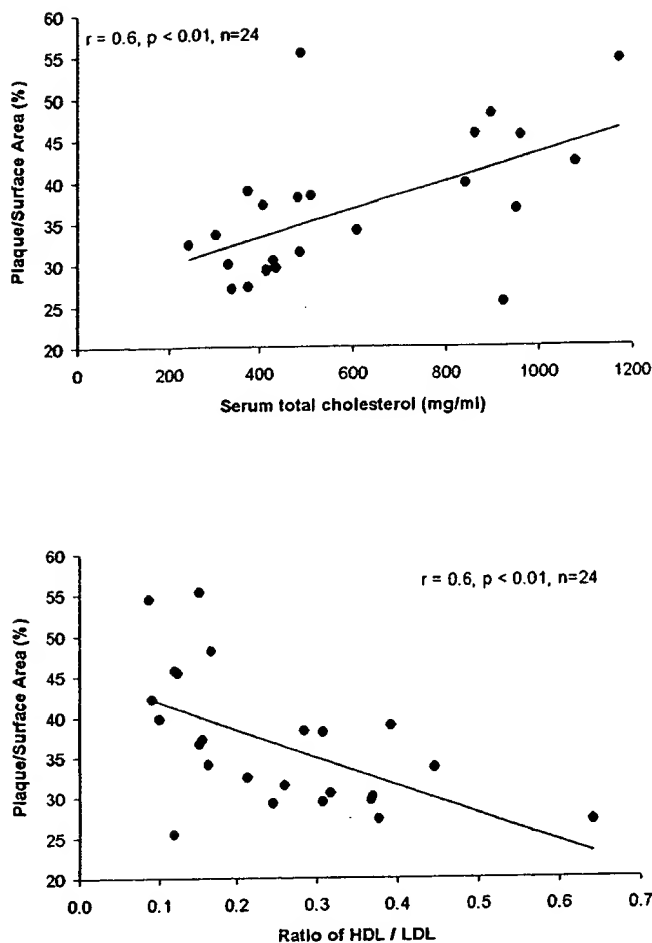 60
r = 0.6, p < 0.01, n=24
55
50
45
40
35
30
25
20
Plaque/Surface Area (%)
0 200 400 600 800 1000 1200
Serum total cholesterol (mg/ml)
60
r = 0.6, p < 0.01, n=24
55
50
45
40
35
30
25
20
Plaque/Surface Area (%)
0.0 0.1 0.2 0.3 0.4 0.5 0.6 0.7
Ratio of HDL / LDL